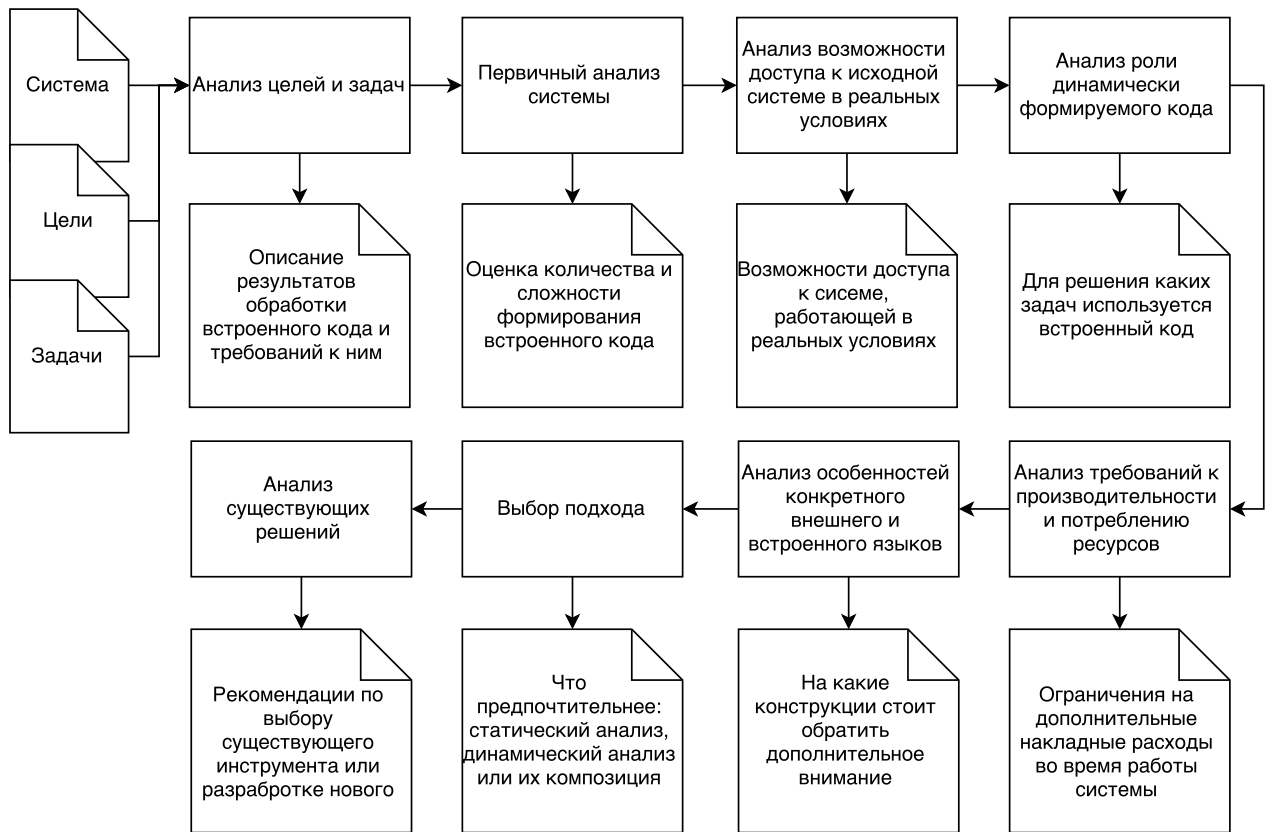 Система
Цели
Задачи
Анализ целей и задач
Первичный анализ
системы
Анализ возможности
доступа к исходной
системе в реальных
условиях
Анализ роли
динамически
формируемого кода
Описание
результатов
обработки
встроенного кода и
требований к ним
Оценка количества и
сложности
формирования
встроенного кода
Возможности доступа
к сисеме,
работающей в
реальных условиях
Для решения каких
задач используется
встроенный код
Анализ
существующих
решений
Выбор подхода
Анализ особенностей
конкретного
внешнего и
встроенного языков
Анализ требований к
производительности
и потреблению
ресурсов
Рекомендации по
выбору
существующего
инструмента или
разрабротке нового
Что
предпочтительнее:
статический анализ,
динамический анализ
или их композиция
На какие
конструкции стоит
обратить
дополнительное
внимание
Ограничения на
дополнительные
накладные расходы
во время работы
системы